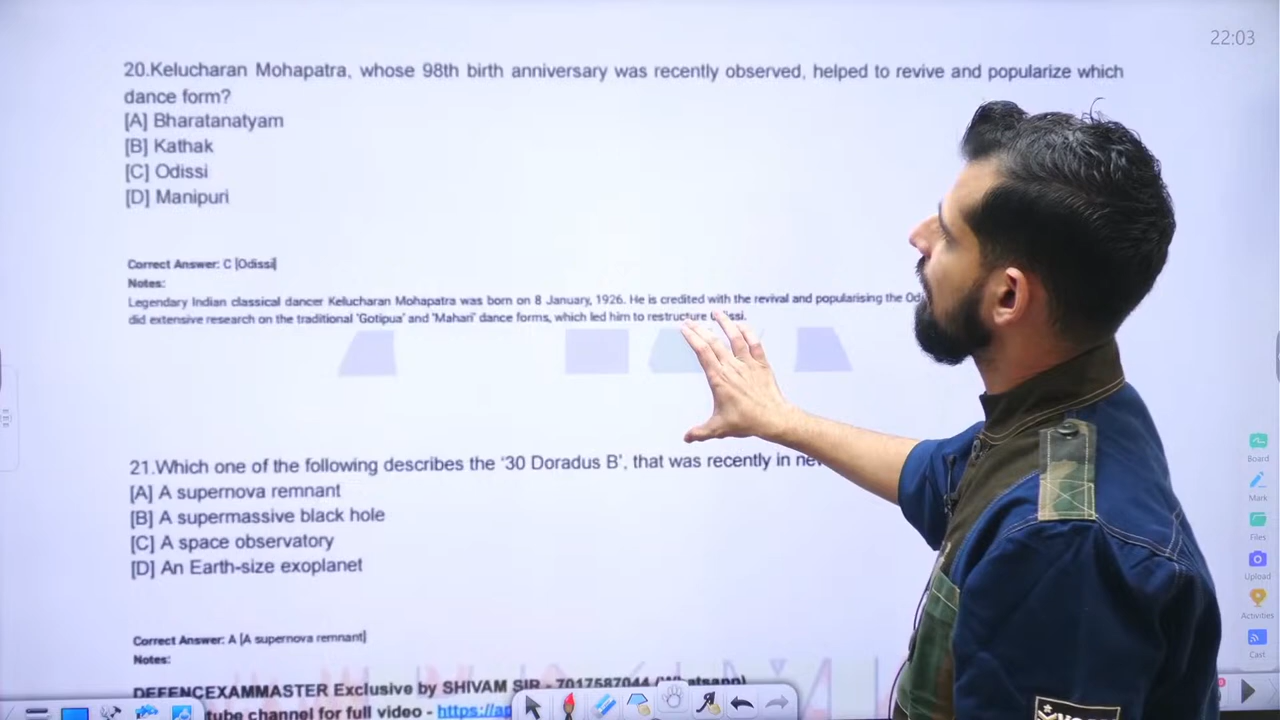 22:03
20.Kelucharan Mohapatra, whose 98th birth anniversary was recently observed, helped to revive and popularize which
dance form?
[A] Bharatanatyam
[B] Kathak
[C] Odissi
[D] Manipuri
Correct Answer: C [Odissi]
Notes:
Legendary Indian classical dancer Kelucharan Mohapatra was born on 8 January, 1926. He is credited with the revival and popularising the
did extensive research on the traditional 'Gotipua' and 'Mahari' dance forms, which led him to restructure
21.Which one of the following describes the '30 Doradus B', that was recently in
[A] A supernova remnant
[B] A supermassive black hole
[C] A space observatory
[D] An Earth-size exoplanet
Correct Answer: A [A supernova remnant]
Notes:
DEFENCEXAMMASTER Exclusive by SHIVAM SIR - 7017587044
tube channel for full video - https://ap
Board
Mark
Files
Upload
Activities
Cast